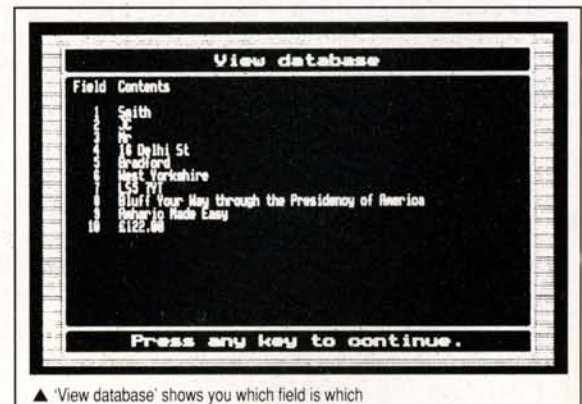 View database
Field Contents
1 Smith
2
3 Mr
4 16 Delhi St
5 Bradford
6 West Yorkshire
7 LS5 7YT
8 Bluff Your Way through the Presidency of America
9 Amharic Made Easy
10 £122.00
Press any key to continue.
▲ 'View database' shows you which field is which